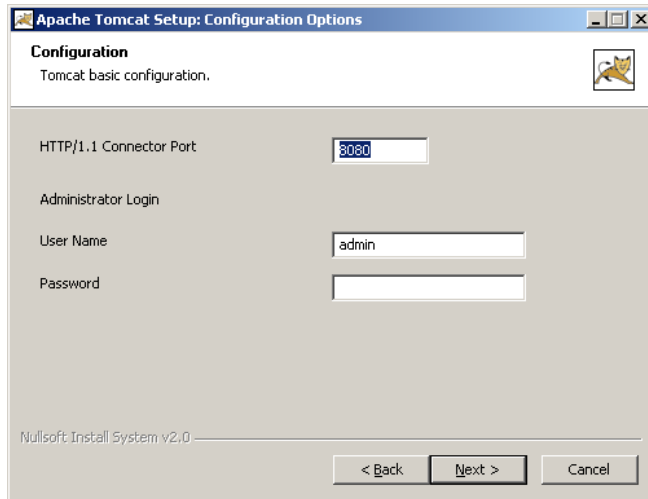 Apache Tomcat Setup: Configuration Options
Configuration
Tomcat basic configuration.
HTTP/1.1 Connector Port
8080
Administrator Login
User Name
admin
Password
Nullsoft Install System v2.0
< Back
Next >
Cancel